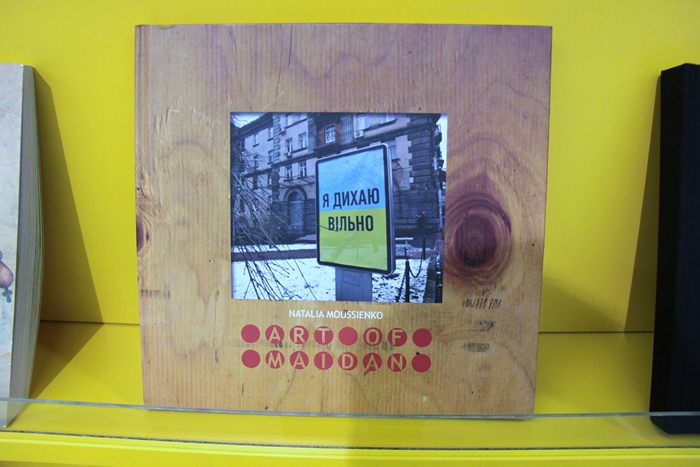 Я ДИХАЮ
ВІЛЬНО
NATALIA MOUSSIENKO
ART OF
MAIDAN